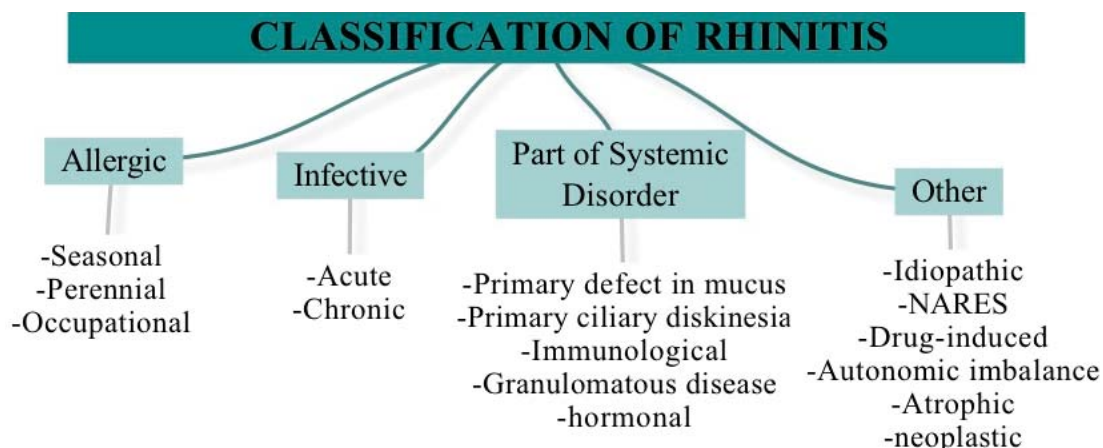 CLASSIFICATION OF RHINITIS
Allergic
-Seasonal
-Perennial
-Occupational
Infective
-Acute
-Chronic
Part of Systemic
Disorder
-Primary defect in mucus
-Primary ciliary diskinesia
-Immunological
-Granulomatous disease
-hormonal
Other
-Idiopathic
-NARES
-Drug-induced
-Autonomic imbalance
-Atrophic
-neoplastic